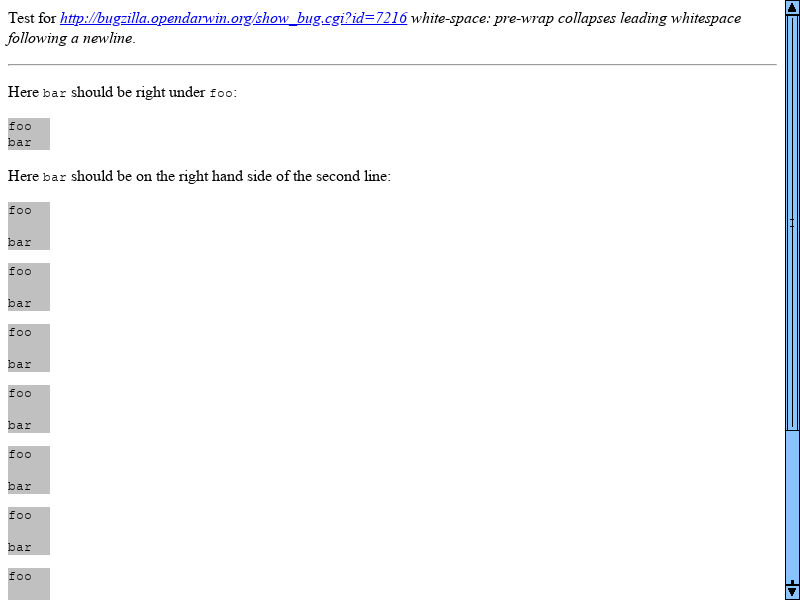 Test for http://bugzilla.opendarwin.org/show_bug.cgi?id=7216 white-space: pre-wrap collapses leading whitespace
following a newline.
Here bar should be right under foo:
foo
bar
Here bar should be on the right hand side of the second line:
foo
bar
foo
bar
foo
bar
foo
bar
foo
bar
foo
bar
foo